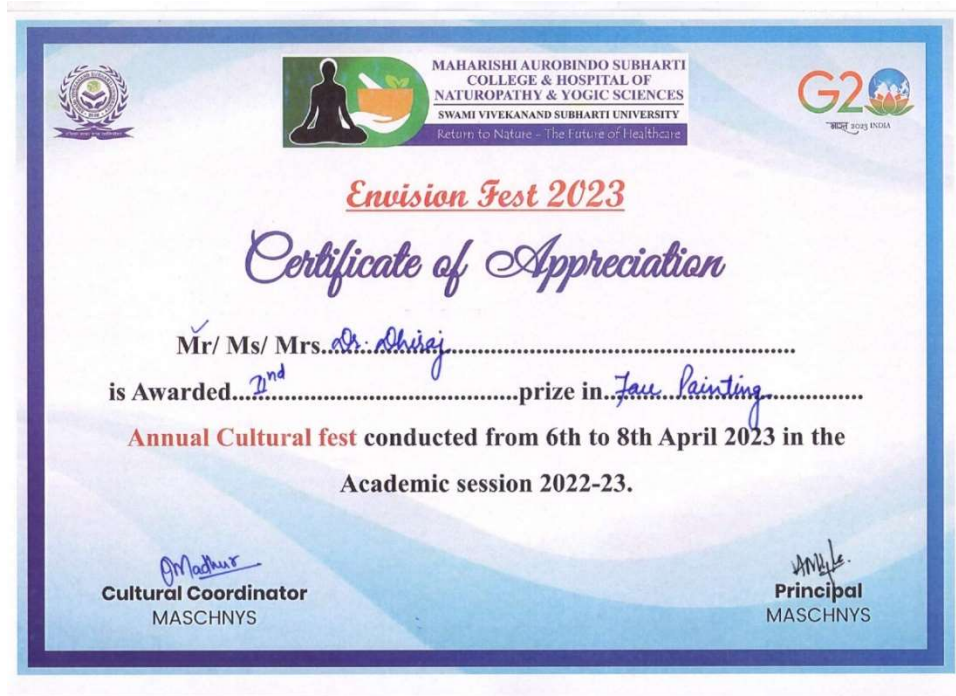 MAHARISHI AUROBINDO SUBHARTI
COLLEGE & HOSPITAL OF
NATUROPATHY & YOGIC SCIENCES
SWAMI VIVEKANAND SUBHARTI UNIVERSITY
Return to Nature - The Future of Healthcare
G20
भारत 2023 INDIA
Envision Fest 2023
Certificate of Appreciation
Mr/ Ms/ Mrs...Dr. Dhiraj...
is Awarded...IInd...prize in...Face Painting...
Annual Cultural fest conducted from 6th to 8th April 2023 in the
Academic session 2022-23.
Madhur
Cultural Coordinator
MASCHNYS
Principal
MASCHNYS